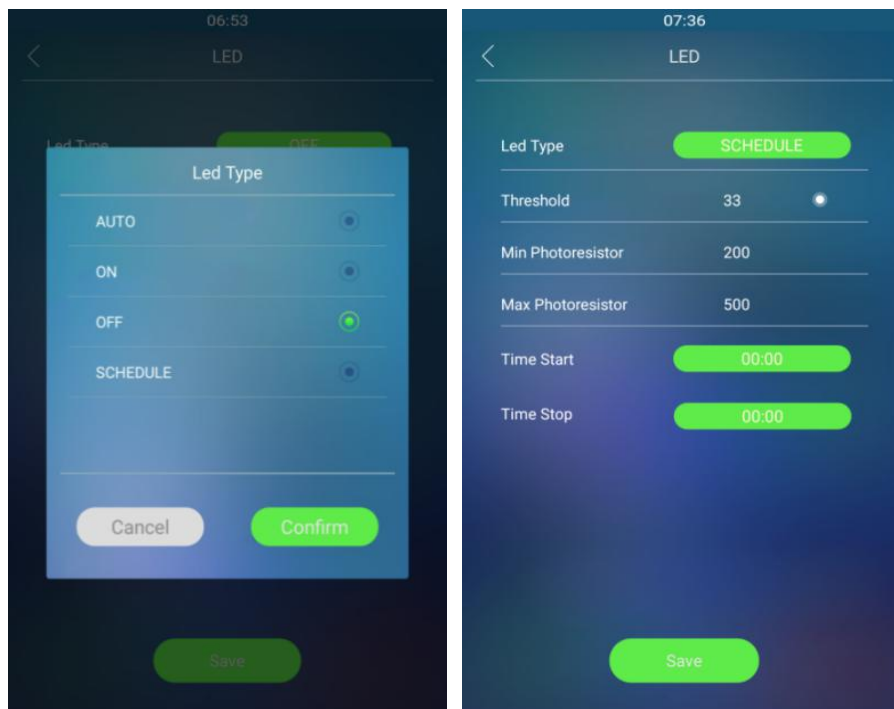 06:53
LED
Led Type OFF
Led Type
AUTO
ON
OFF
SCHEDULE
Cancel Confirm
Save
07:36
LED
Led Type SCHEDULE
Threshold 33
Min Photoresistor 200
Max Photoresistor 500
Time Start 00:00
Time Stop 00:00
Save